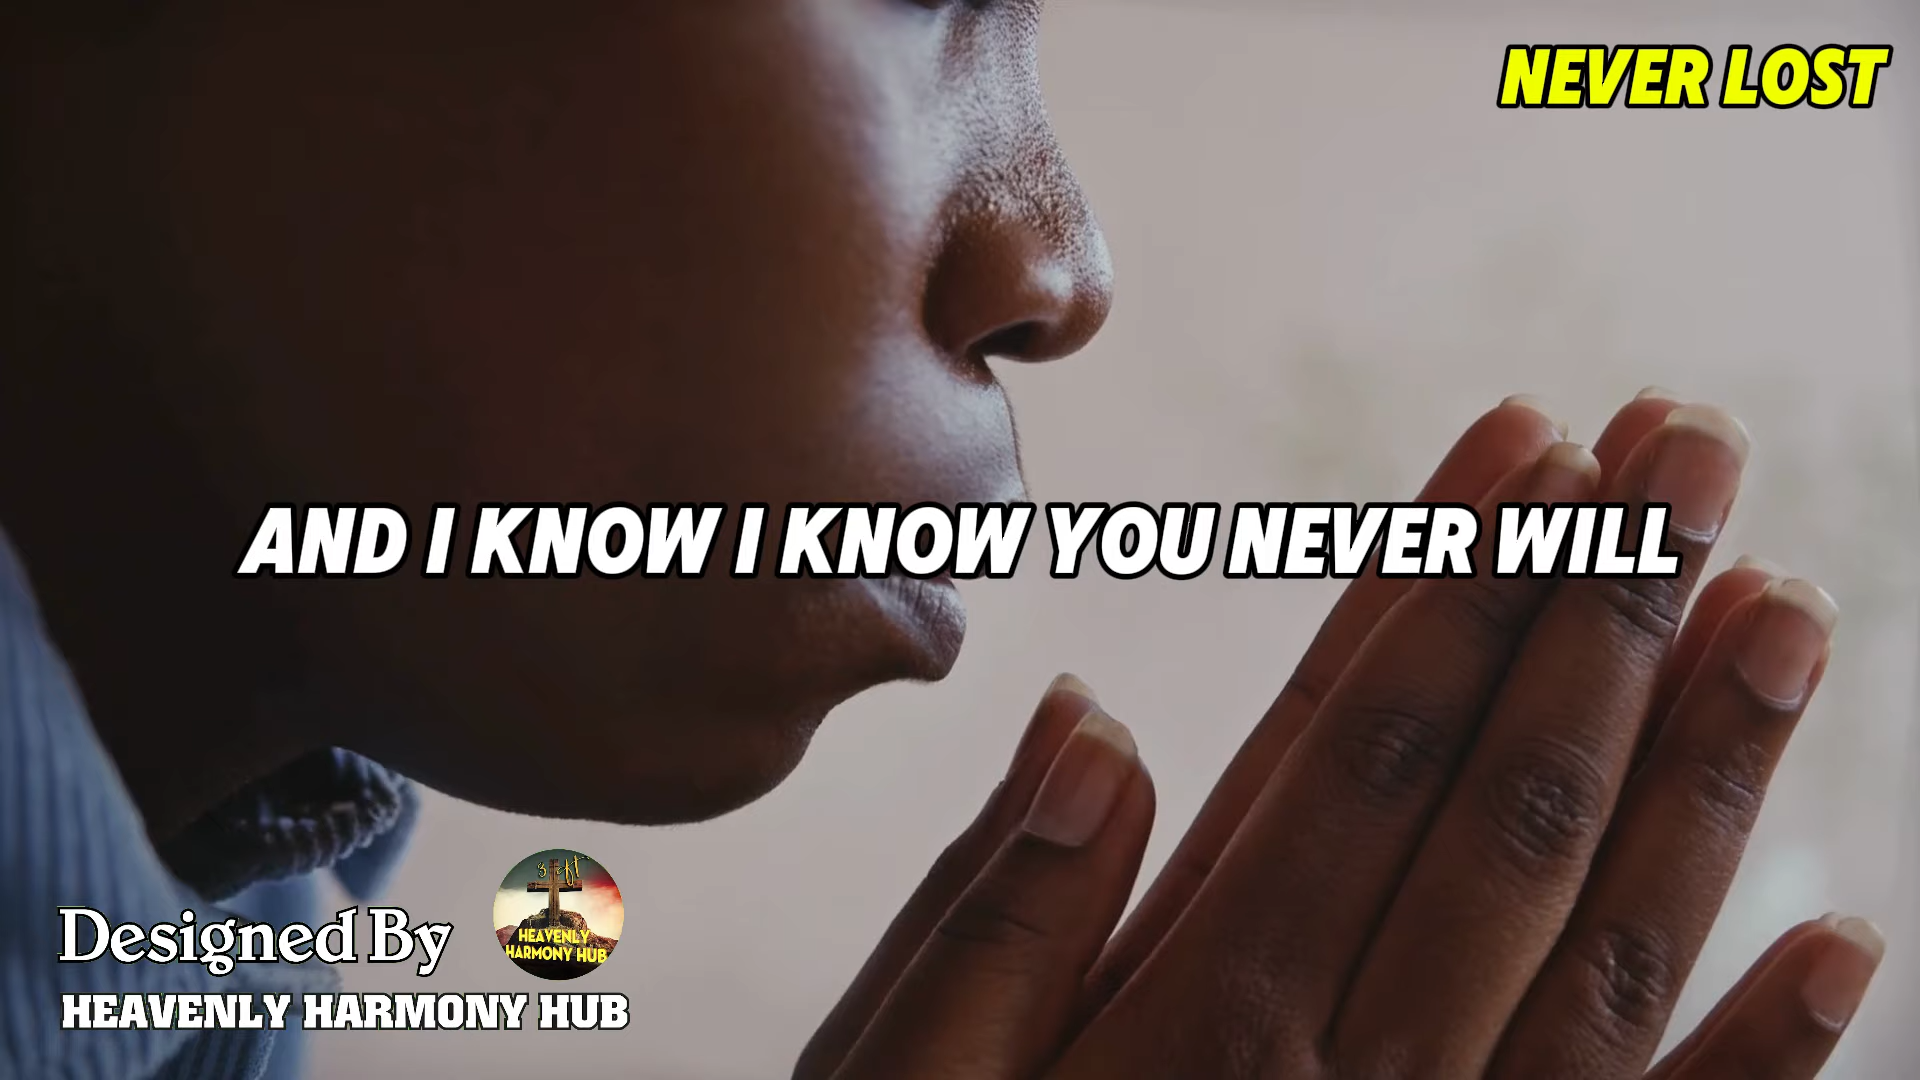 NEVER LOST
AND I KNOW I KNOW YOU NEVER WILL
Designed By
HEAVENLY
HARMONY HUB
HEAVENLY HARMONY HUB